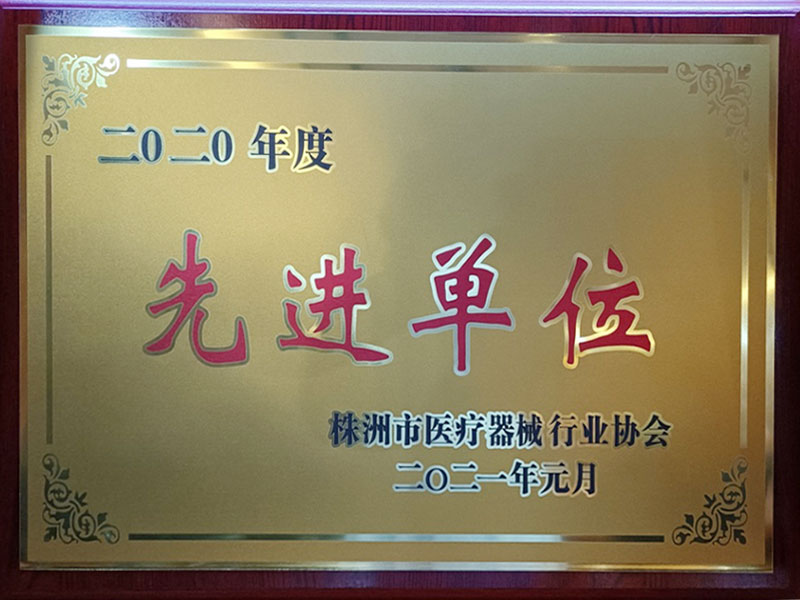 二0二0年度
先进单位
株洲市医疗器械行业协会
二〇二一年元月